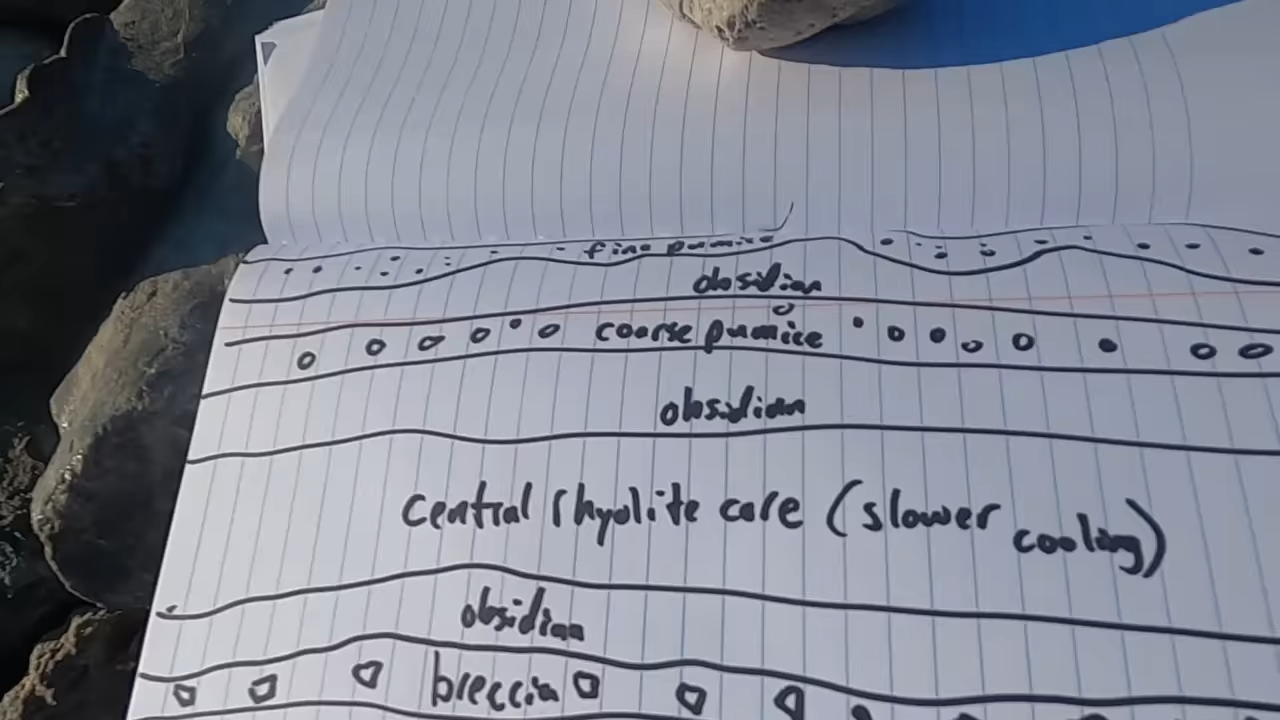 fine pumice
obsidian
coarse pumice
obsidian
central rhyolite core (slower
cooling)
obsidian
breccia